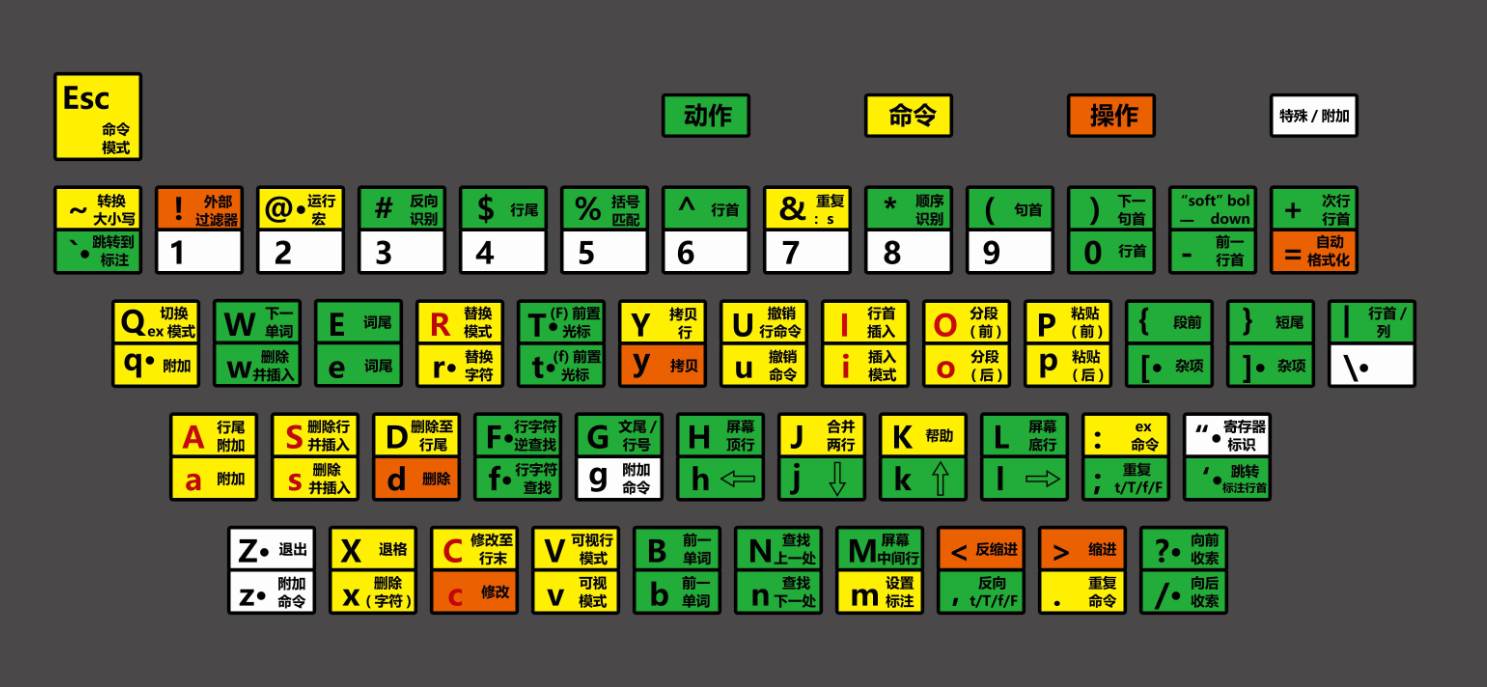 Esc
命令
模式
动作
命令
操作
特殊 / 附加
~ 转换
大小写
! 外部
过滤器
@• 运行
宏
# 反向
识别
$ 行尾
% 括号
匹配
^ 行首
& 重复
: s
* 顺序
识别
( 句首
) 下一
句首
"soft" bol
— down
+ 次行
行首
`• 跳转到
标注
1
2
3
4
5
6
7
8
9
0 行首
- 前一
行首
= 自动
格式化
Q 切换
ex 模式
W 下一
单词
E 词尾
R 替换
模式
T• (F) 前置
光标
Y 拷贝
行
U 撤销
行命令
I 行首
插入
O 分段
(前)
P 粘贴
(前)
{ 段前
} 短尾
| 行首 /
列
q• 附加
w 删除
并插入
e 词尾
r• 替换
字符
t• (f) 前置
光标
y 拷贝
u 撤销
命令
i 插入
模式
o 分段
(后)
p 粘贴
(后)
[• 杂项
]• 杂项
\•
A 行尾
附加
S 删除行
并插入
D 删除至
行尾
F• 行字符
逆查找
G 文尾 /
行号
H 屏幕
顶行
J 合并
两行
K 帮助
L 屏幕
底行
: ex
命令
“• 寄存器
标识
a 附加
s 删除
并插入
d 删除
f• 行字符
查找
g 附加
命令
h
j
k
l
; 重复
t/T/f/F
‘• 跳转
标注行首
Z• 退出
X 退格
C 修改至
行末
V 可视行
模式
B 前一
单词
N 查找
上一处
M 屏幕
中间行
< 反缩进
> 缩进
?• 向前
收索
z• 附加
命令
x 删除
(字符)
c 修改
v 可视
模式
b 前一
单词
n 查找
下一处
m 设置
标注
, 反向
t/T/f/F
. 重复
命令
/• 向后
收索